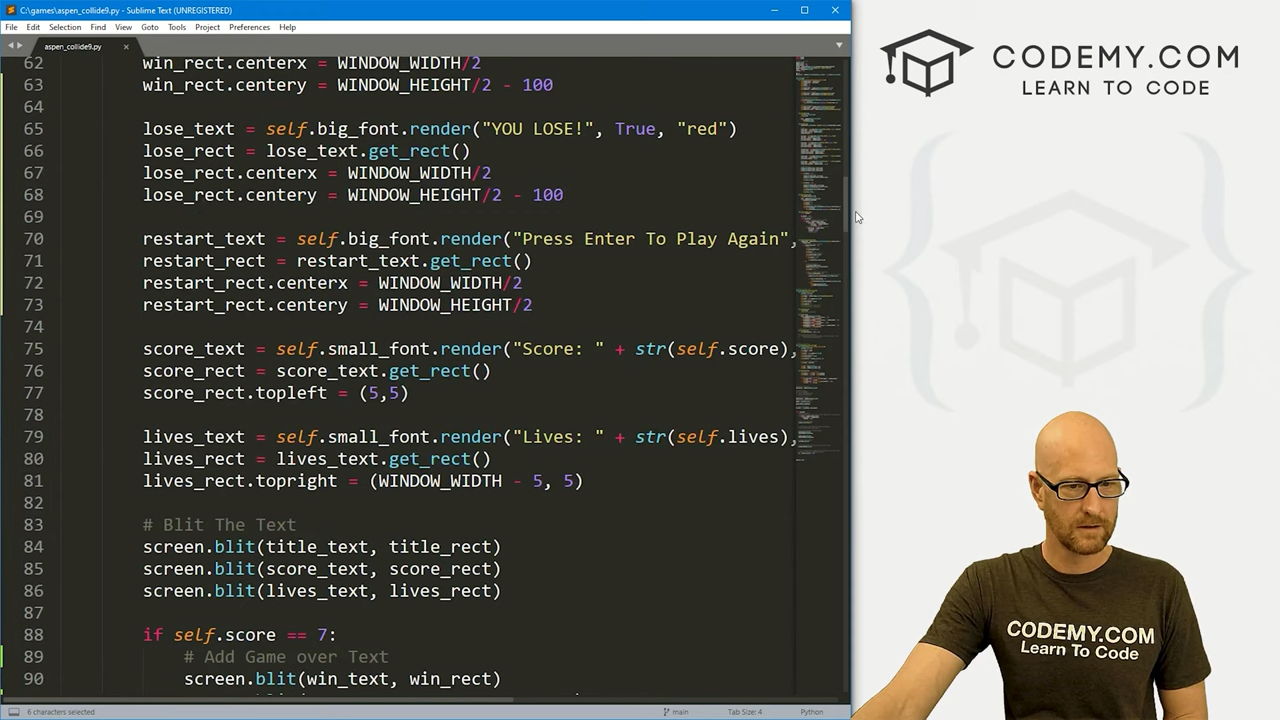 C:\games\aspen_collide9.py - Sublime Text (UNREGISTERED)
File Edit Selection Find View Goto Tools Project Preferences Help
aspen_collide9.py
62 win_rect.centerx = WINDOW_WIDTH/2
63 win_rect.centery = WINDOW_HEIGHT/2 - 100
64
65 lose_text = self.big_font.render("YOU LOSE!", True, "red")
66 lose_rect = lose_text.get_rect()
67 lose_rect.centerx = WINDOW_WIDTH/2
68 lose_rect.centery = WINDOW_HEIGHT/2 - 100
69
70 restart_text = self.big_font.render("Press Enter To Play Again",
71 restart_rect = restart_text.get_rect()
72 restart_rect.centerx = WINDOW_WIDTH/2
73 restart_rect.centery = WINDOW_HEIGHT/2
74
75 score_text = self.small_font.render("Score: " + str(self.score),
76 score_rect = score_text.get_rect()
77 score_rect.topleft = (5,5)
78
79 lives_text = self.small_font.render("Lives: " + str(self.lives),
80 lives_rect = lives_text.get_rect()
81 lives_rect.topright = (WINDOW_WIDTH - 5, 5)
82
83 # Blit The Text
84 screen.blit(title_text, title_rect)
85 screen.blit(score_text, score_rect)
86 screen.blit(lives_text, lives_rect)
87
88 if self.score == 7:
89 # Add Game over Text
90 screen.blit(win_text, win_rect)
6 characters selected
main
Tab Size: 4
Python
CODEMY.COM
LEARN TO CODE
CODEMY.COM
Learn To Code